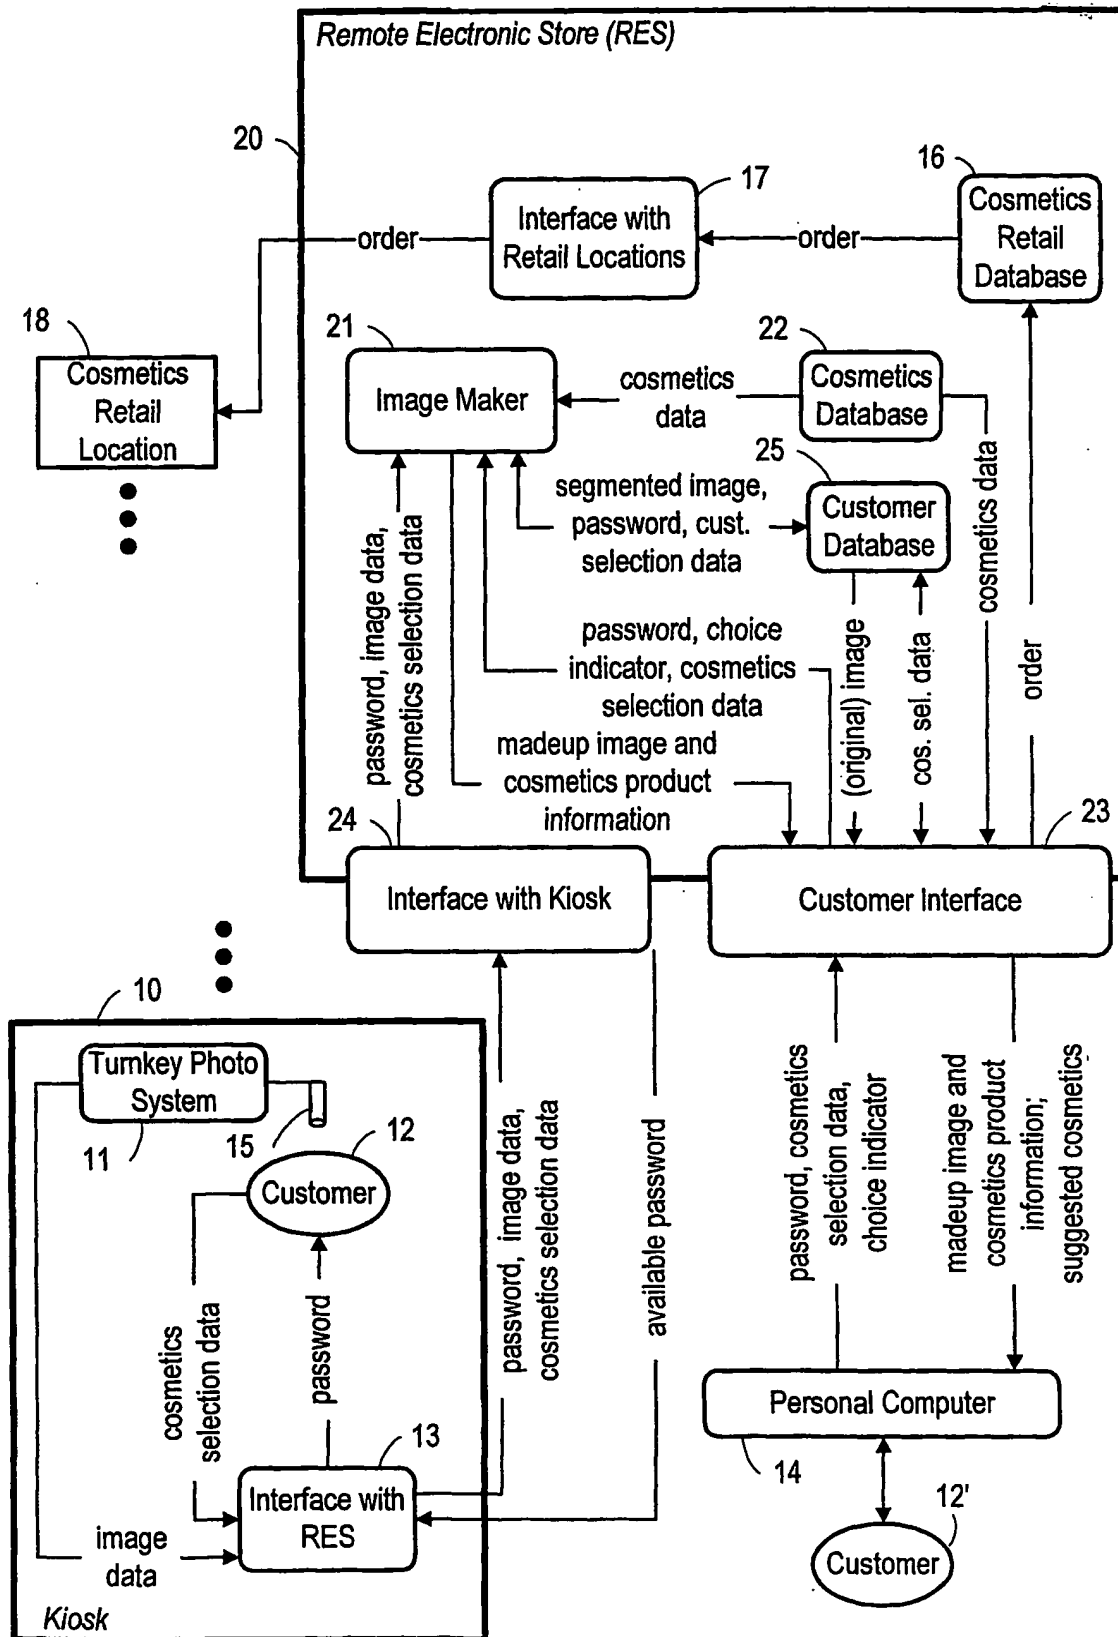 Remote Electronic Store (RES)
20
17
16
Interface with
Retail Locations
Cosmetics
Retail
Database
order
order
18
Cosmetics
Retail
Location
21
Image Maker
cosmetics
data
22
Cosmetics
Database
25
Customer
Database
segmented image,
password, cust.
selection data
cosmetics data
order
password, image data,
cosmetics selection data
password, choice
indicator, cosmetics
selection data
(original) image
cos. sel. data
madeup image and
cosmetics product
information
24
Interface with Kiosk
23
Customer Interface
10
Turnkey Photo
System
11
15
12
Customer
cosmetics
selection data
password
13
Interface with
RES
image
data
Kiosk
password, image data,
cosmetics selection data
available password
password, cosmetics
selection data,
choice indicator
madeup image and
cosmetics product
information;
suggested cosmetics
Personal Computer
14
12'
Customer